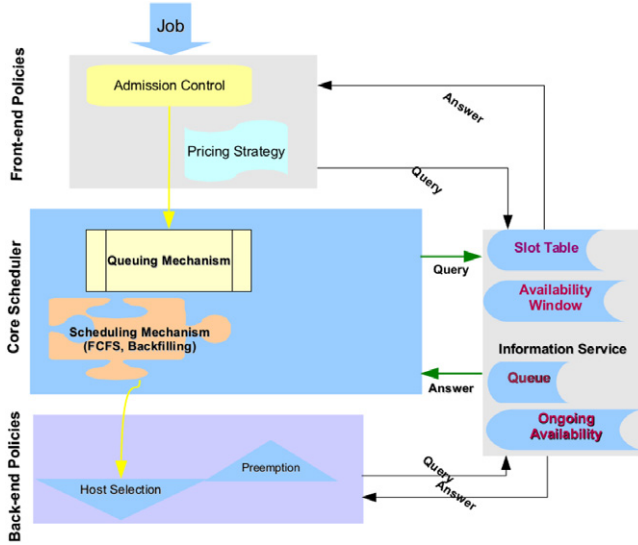 Job
Front-end Policies
Admission Control
Pricing Strategy
Answer
Query
Core Scheduler
Queuing Mechanism
Scheduling Mechanism
(FCFS, Backfilling)
Query
Answer
Slot Table
Availability
Window
Information Service
Queue
Ongoing
Availability
Back-end Policies
Preemption
Host Selection
Query
Answer